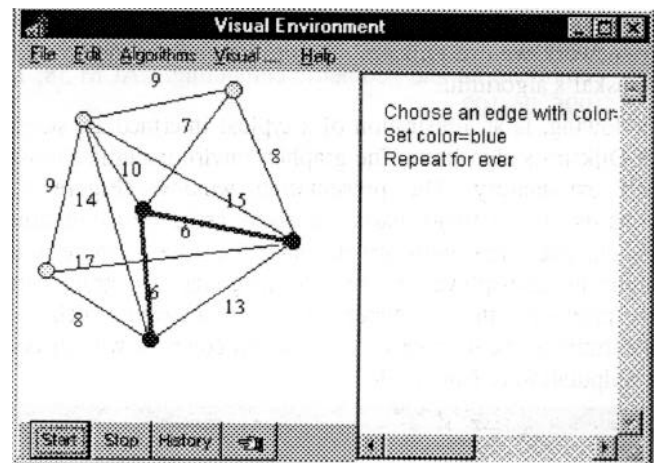 Visual Environment
File Edit Algorithms Visual.... Help
9
7
8
10
9
14
15
6
17
6
13
8
Choose an edge with color=
Set color=blue
Repeat for ever
Start Stop History